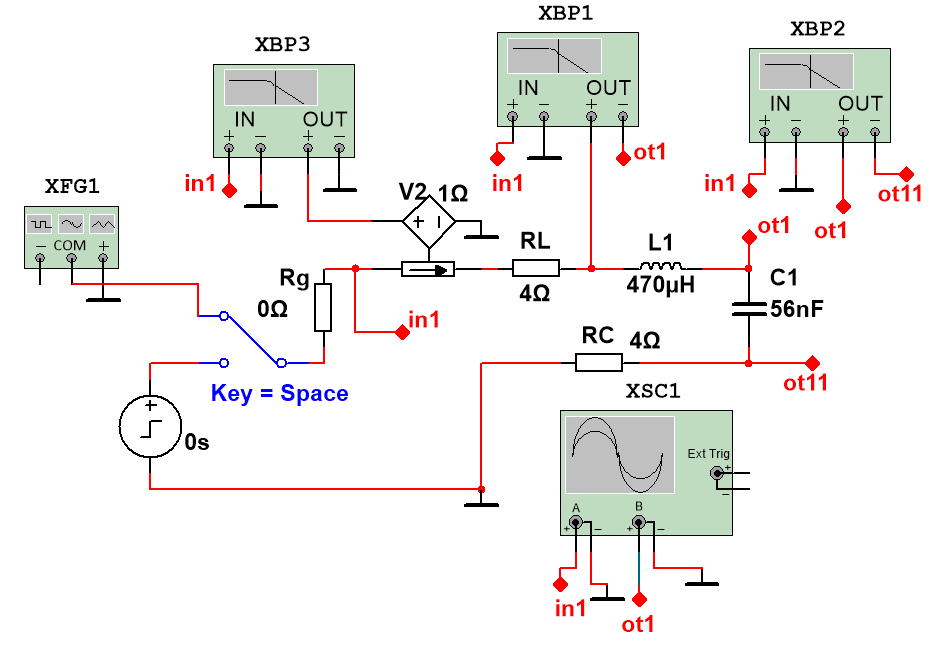 XBP1
XBP2
XBP3
IN OUT
+ − + −
IN OUT
+ − + −
IN OUT
+ − + −
in1
in1
ot1
in1
ot1
ot11
XFG1
− COM +
V2 1Ω
+ −
ot1
Rg
0Ω
RL
4Ω
L1
470µH
C1
56nF
in1
RC 4Ω
ot11
Key = Space
XSC1
+
0s
Ext Trig
+
−
A B
+ − + −
in1
ot1